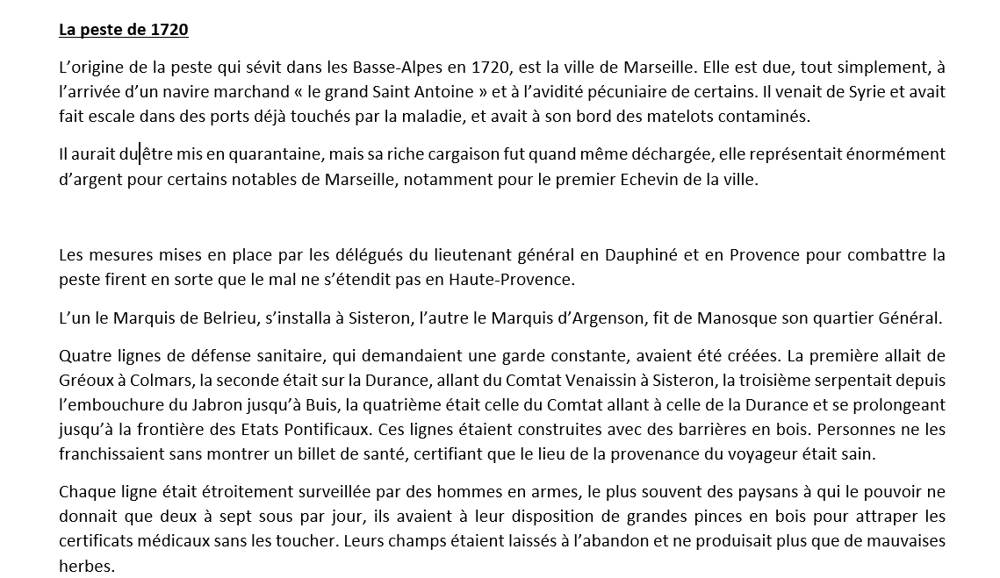 La peste de 1720
L’origine de la peste qui sévit dans les Basse-Alpes en 1720, est la ville de Marseille. Elle est due, tout simplement, à
l’arrivée d’un navire marchand « le grand Saint Antoine » et à l’avidité pécuniaire de certains. Il venait de Syrie et avait
fait escale dans des ports déjà touchés par la maladie, et avait à son bord des matelots contaminés.
Il aurait du être mis en quarantaine, mais sa riche cargaison fut quand même déchargée, elle représentait énormément
d’argent pour certains notables de Marseille, notamment pour le premier Echevin de la ville.
Les mesures mises en place par les délégués du lieutenant général en Dauphiné et en Provence pour combattre la
peste firent en sorte que le mal ne s’étendit pas en Haute-Provence.
L’un le Marquis de Belrieu, s’installa à Sisteron, l’autre le Marquis d’Argenson, fit de Manosque son quartier Général.
Quatre lignes de défense sanitaire, qui demandaient une garde constante, avaient été créées. La première allait de
Gréoux à Colmars, la seconde était sur la Durance, allant du Comtat Venaissin à Sisteron, la troisième serpentait depuis
l’embouchure du Jabron jusqu’à Buis, la quatrième était celle du Comtat allant à celle de la Durance et se prolongeant
jusqu’à la frontière des Etats Pontificaux. Ces lignes étaient construites avec des barrières en bois. Personnes ne les
franchissaient sans montrer un billet de santé, certifiant que le lieu de la provenance du voyageur était sain.
Chaque ligne était étroitement surveillée par des hommes en armes, le plus souvent des paysans à qui le pouvoir ne
donnait que deux à sept sous par jour, ils avaient à leur disposition de grandes pinces en bois pour attraper les
certificats médicaux sans les toucher. Leurs champs étaient laissés à l’abandon et ne produisait plus que de mauvaises
herbes.